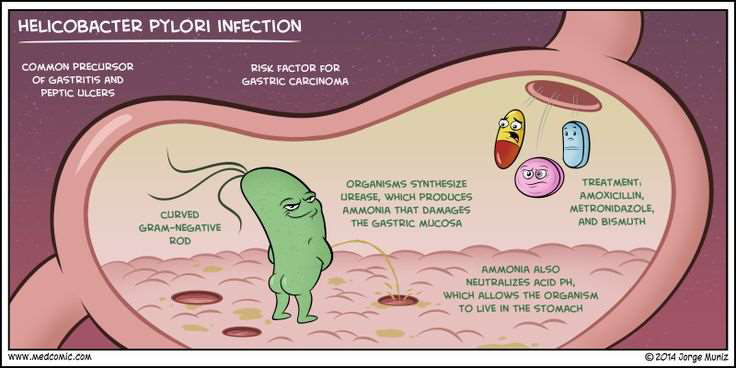 HELICOBACTER PYLORI INFECTION
COMMON PRECURSOR
OF GASTRITIS AND
PEPTIC ULCERS
RISK FACTOR FOR
GASTRIC CARCINOMA
CURVED
GRAM-NEGATIVE
ROD
ORGANISMS SYNTHESIZE
UREASE, WHICH PRODUCES
AMMONIA THAT DAMAGES
THE GASTRIC MUCOSA
TREATMENT:
AMOXICILLIN,
METRONIDAZOLE,
AND BISMUTH
AMMONIA ALSO
NEUTRALIZES ACID PH,
WHICH ALLOWS THE ORGANISM
TO LIVE IN THE STOMACH
www.medcomic.com
© 2014 Jorge Muniz